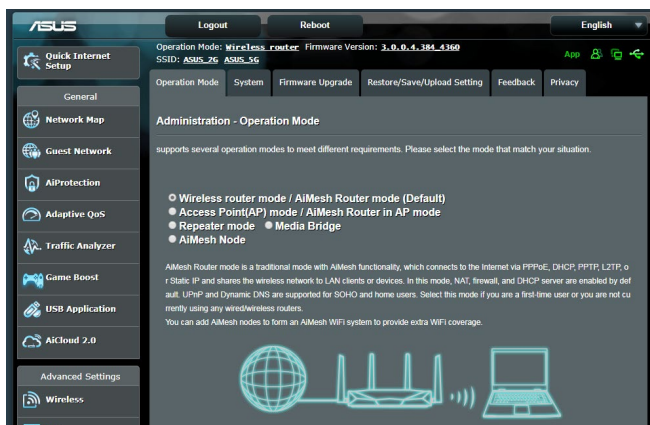 ASUS
Logout
Reboot
English
Quick Internet Setup
Operation Mode: Wireless router Firmware Version: 3.0.0.4.384_4360
SSID: ASUS_2G ASUS_5G
App
Operation Mode System Firmware Upgrade Restore/Save/Upload Setting Feedback Privacy
General
Network Map
Guest Network
AiProtection
Adaptive QoS
Traffic Analyzer
Game Boost
USB Application
AiCloud 2.0
Advanced Settings
Wireless
Administration - Operation Mode
supports several operation modes to meet different requirements. Please select the mode that match your situation.
Wireless router mode / AiMesh Router mode (Default)
Access Point(AP) mode / AiMesh Router in AP mode
Repeater mode Media Bridge
AiMesh Node
AiMesh Router mode is a traditional mode with AiMesh functionality, which connects to the Internet via PPPoE, DHCP, PPTP, L2TP, o
r Static IP and shares the wireless network to LAN clients or devices. In this mode, NAT, firewall, and DHCP server are enabled by def
ault. UPnP and Dynamic DNS are supported for SOHO and home users. Select this mode if you are a first-time user or you are not cu
rrently using any wired/wireless routers.
You can add AiMesh nodes to form an AiMesh WiFi system to provide extra WiFi coverage.